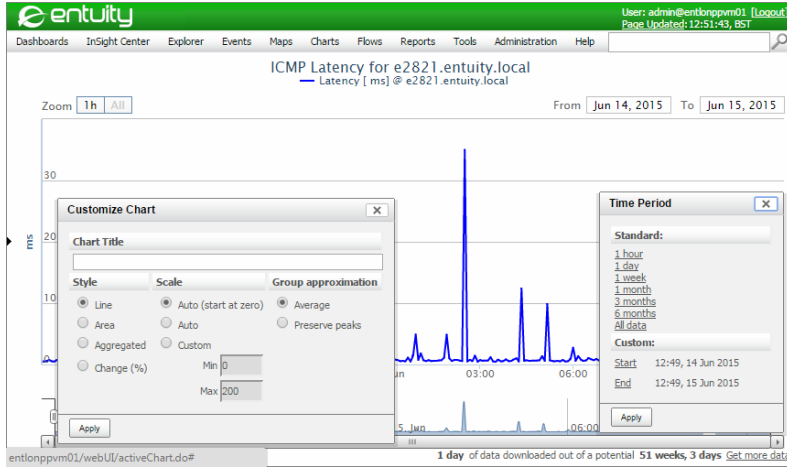 entuity
User: admin@entlonppvm01 [Logout]
Page Updated: 12:51:43, BST
Dashboards InSight Center Explorer Events Maps Charts Flows Reports Tools Administration Help
ICMP Latency for e2821.entuity.local
Latency [ ms] @ e2821.entuity.local
Zoom 1h All
From Jun 14, 2015 To Jun 15, 2015
30
20
10
0
ms
Customize Chart
Chart Title
Style Scale Group approximation
Line Auto (start at zero) Average
Area Auto Preserve peaks
Aggregated Custom
Change (%) Min 0
Max 200
Apply
03:00
06:00
06:00
Time Period
Standard:
1 hour
1 day
1 week
1 month
3 months
6 months
All data
Custom:
Start 12:49, 14 Jun 2015
End 12:49, 15 Jun 2015
Apply
entlonppvm01/webUI/activeChart.do#
1 day of data downloaded out of a potential 51 weeks, 3 days Get more data